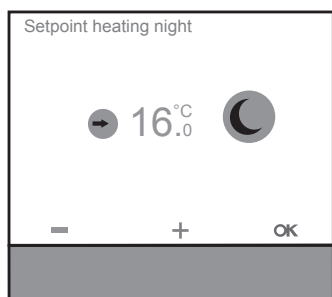 Setpoint heating night
16.0 °C
− +  OK